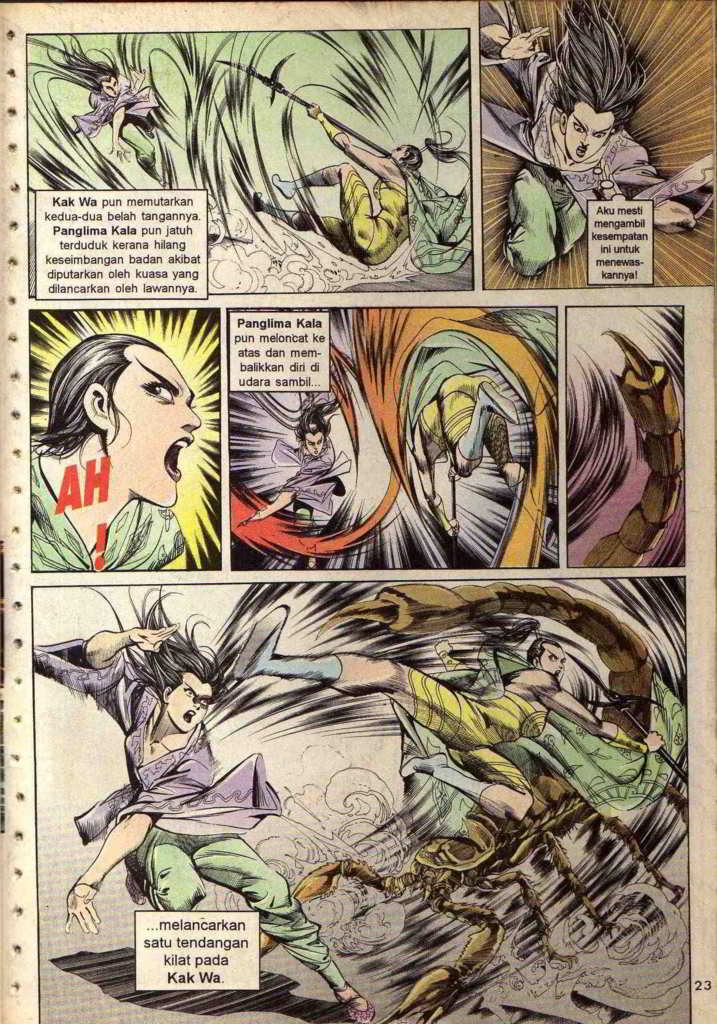 Kak Wa pun memutarkan
kedua-dua belah tangannya.
Panglima Kala pun jatuh
terduduk kerana hilang
keseimbangan badan akibat
diputarkan oleh kuasa yang
dilancarkan oleh lawannya.
Aku mesti
mengambil
kesempatan
ini untuk
menewas-
kannya!
AH
!
Panglima Kala
pun meloncat ke
atas dan mem-
balikkan diri di
udara sambil...
...melancarkan
satu tendangan
kilat pada
Kak Wa.
23